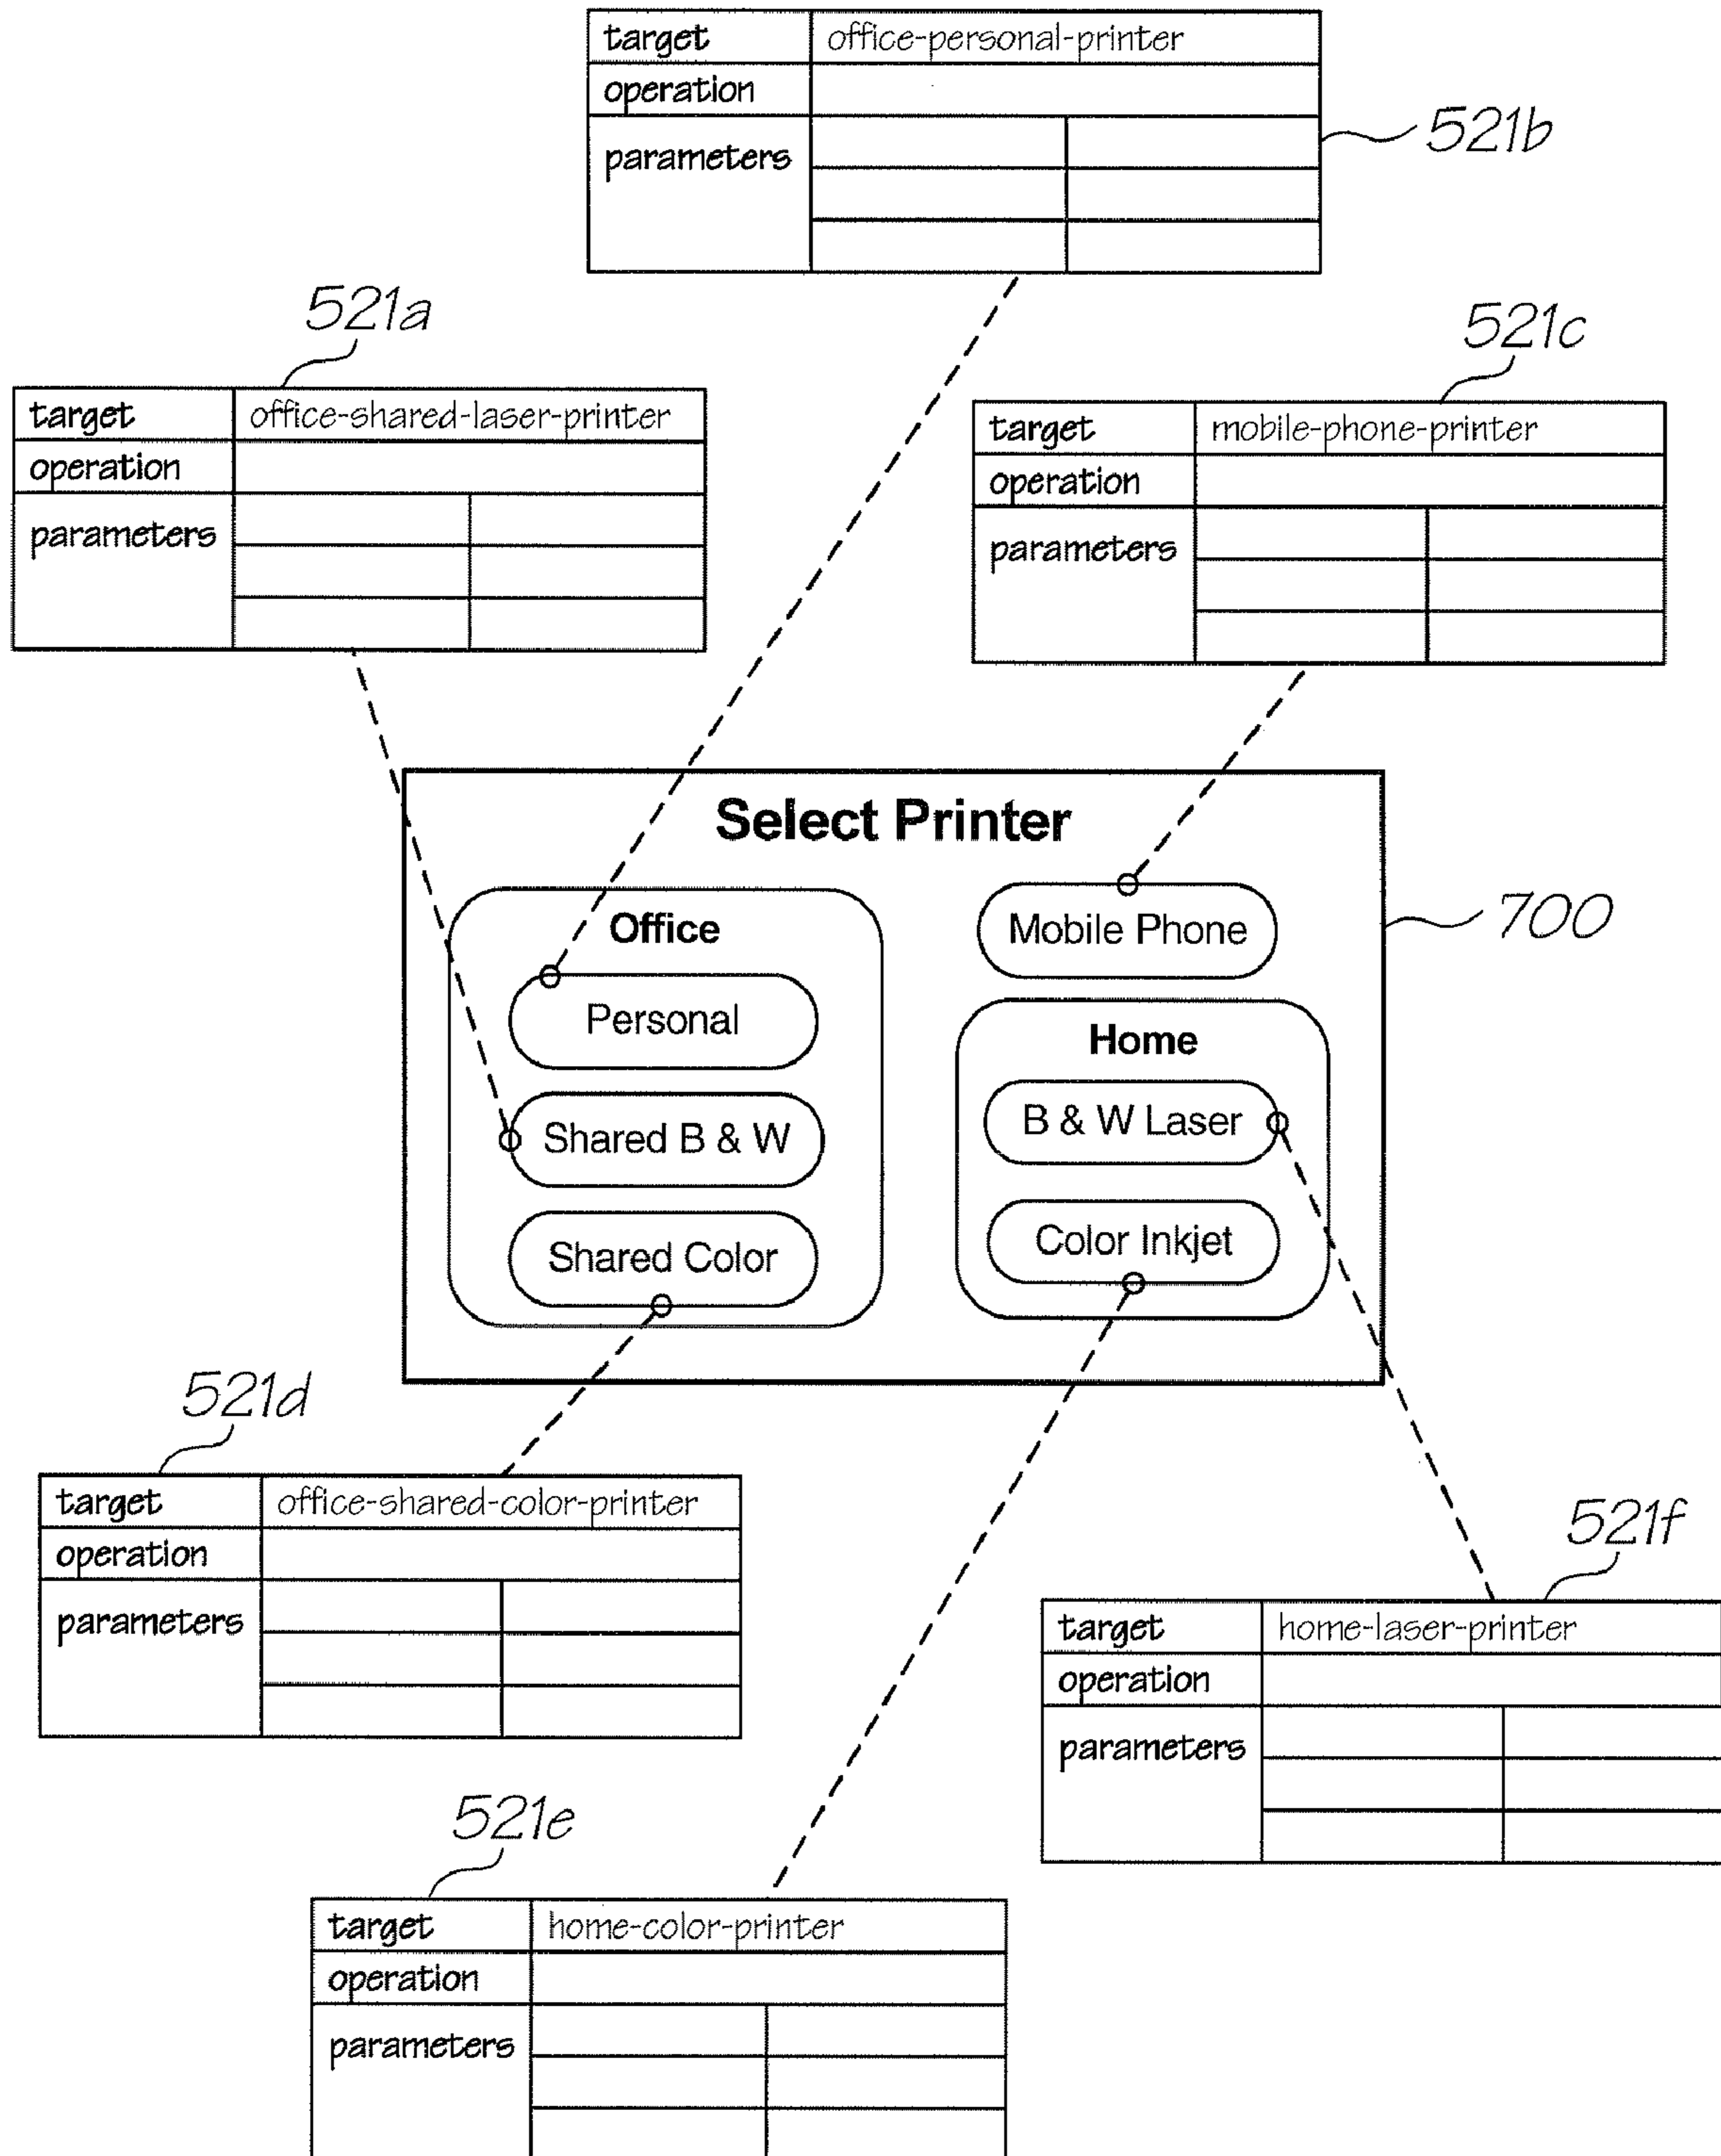 target office-personal-printer
operation
parameters
521b
521a
target office-shared-laser-printer
operation
parameters
521c
target mobile-phone-printer
operation
parameters
Select Printer
700
Office
Personal
Shared B & W
Shared Color
Mobile Phone
Home
B & W Laser
Color Inkjet
521d
target office-shared-color-printer
operation
parameters
521f
target home-laser-printer
operation
parameters
521e
target home-color-printer
operation
parameters